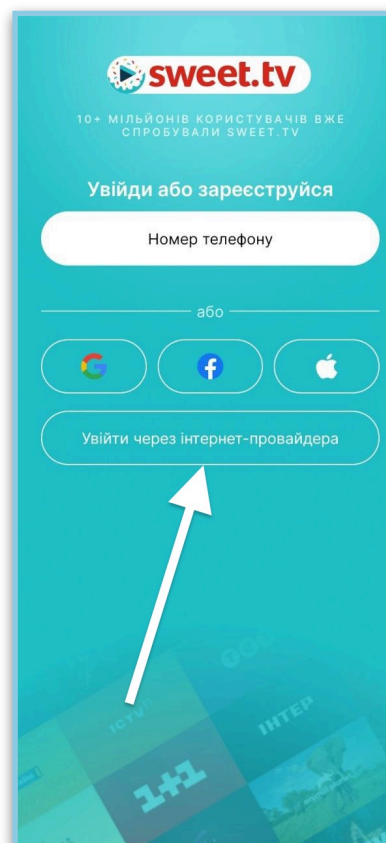 sweet.tv
10+ МІЛЬЙОНІВ КОРИСТУВАЧІВ ВЖЕ
СПРОБУВАЛИ SWEET.TV
Увійди або зареєструйся
Номер телефону
або
Увійти через інтернет-провайдера
ICTV
ІНТЕР
1+1